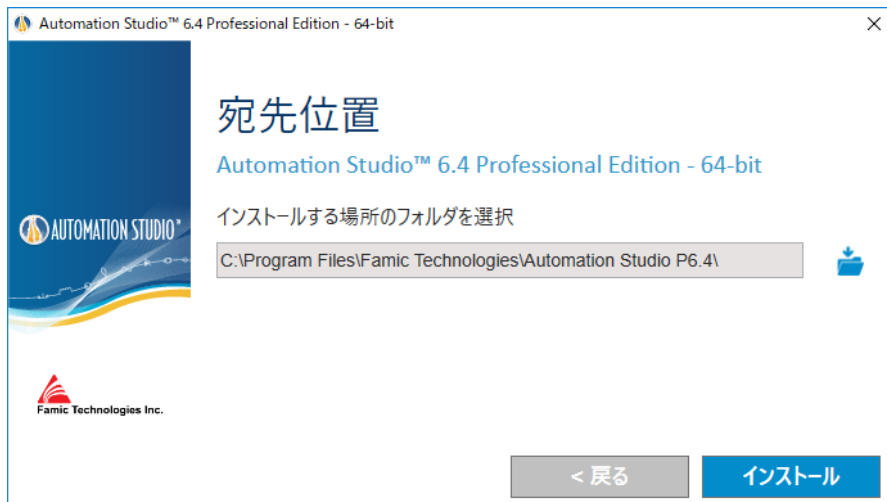 Automation Studio™ 6.4 Professional Edition - 64-bit
宛先位置
Automation Studio™ 6.4 Professional Edition - 64-bit
インストールする場所のフォルダを選択
AUTOMATION STUDIO™
C:\Program Files\Famic Technologies\Automation Studio P6.4\
Famic Technologies Inc.
< 戻る
インストール